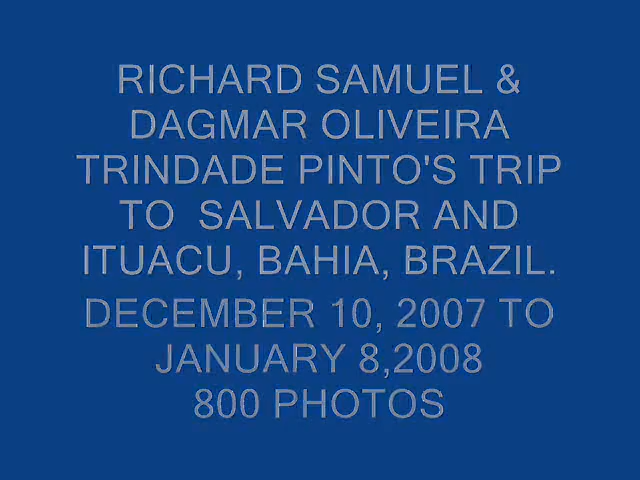 RICHARD SAMUEL &
DAGMAR OLIVEIRA
TRINDADE PINTO'S TRIP
TO  SALVADOR AND
ITUACU, BAHIA, BRAZIL.
DECEMBER 10, 2007 TO
JANUARY 8,2008
800 PHOTOS